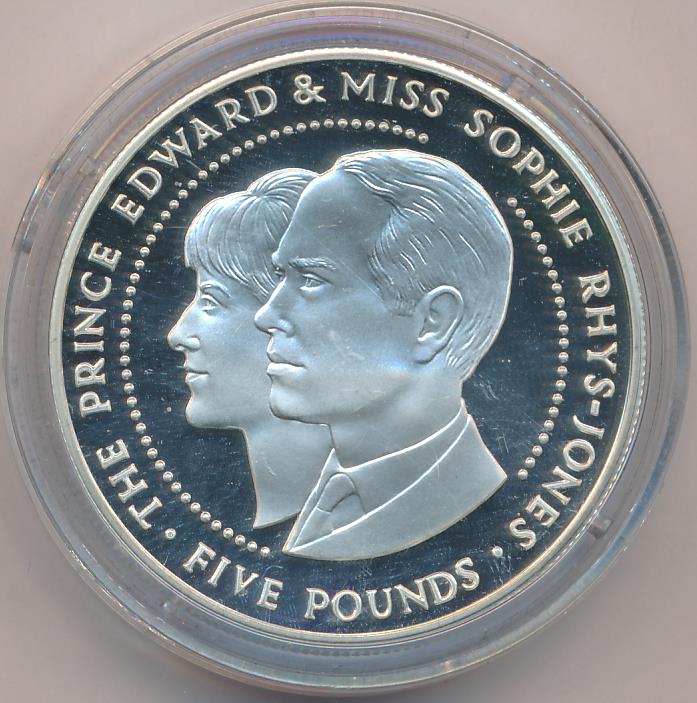 · THE PRINCE EDWARD & MISS SOPHIE RHYS-JONES ·
FIVE POUNDS